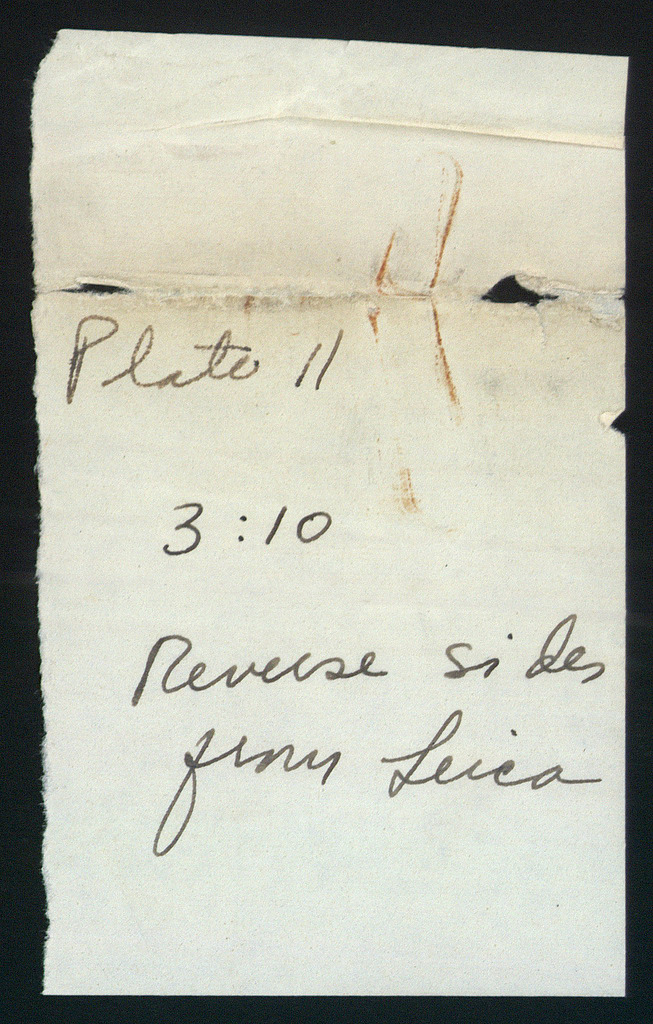 Plate 11
3:10
Reverse sides
from Leica